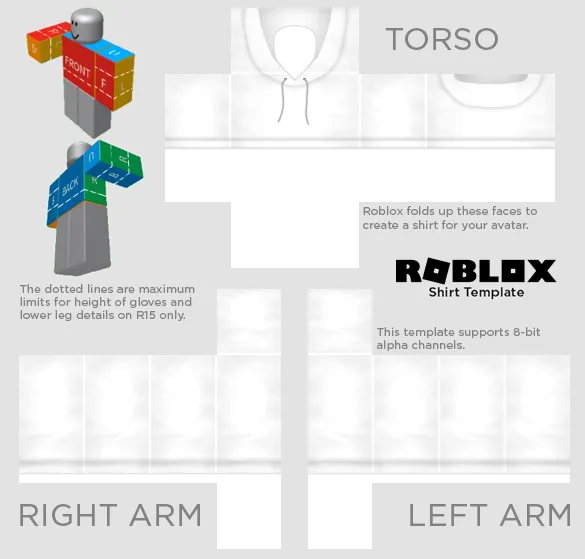 TORSO
FRONT
F
L
U
R
D
BACK
U
R
B
R
B
Roblox folds up these faces to
create a shirt for your avatar.
ROBLOX
Shirt Template
The dotted lines are maximum
limits for height of gloves and
lower leg details on R15 only.
This template supports 8-bit
alpha channels.
RIGHT ARM
LEFT ARM